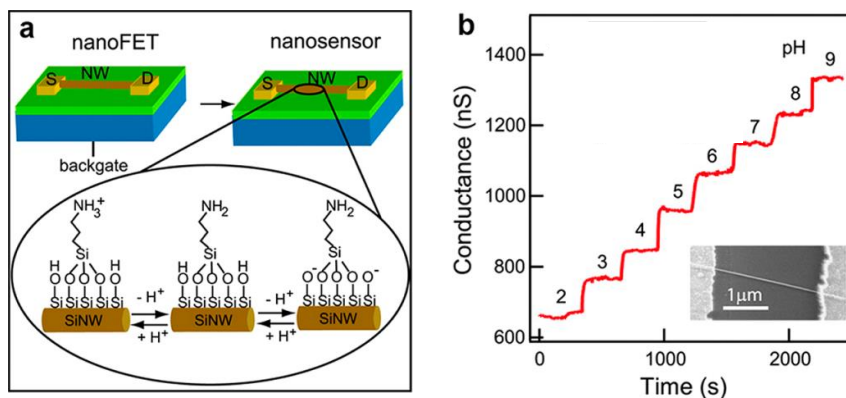 a
nanoFET
nanosensor
S NW D
S NW D
backgate
NH3+
NH2
NH2
Si
Si
Si
H O O O O O H
H O O O O O H
O- O O O O-
Si Si Si Si Si
Si Si Si Si Si
Si Si Si Si Si
- H+
- H+
+ H+
+ H+
SiNW
SiNW
SiNW
b
pH
1400
1200
1000
800
600
Conductance (nS)
2
3
4
5
6
7
8
9
1μm
0
1000
2000
Time (s)